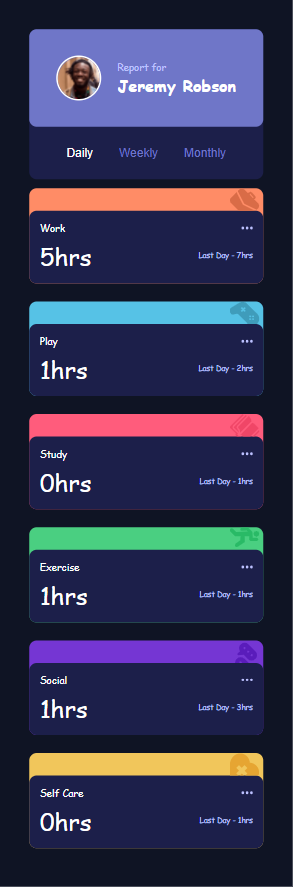 Report for
Jeremy Robson
Daily Weekly Monthly
Work
5hrs Last Day - 7hrs
Play
1hrs Last Day - 2hrs
Study
0hrs Last Day - 1hrs
Exercise
1hrs Last Day - 1hrs
Social
1hrs Last Day - 3hrs
Self Care
0hrs Last Day - 1hrs